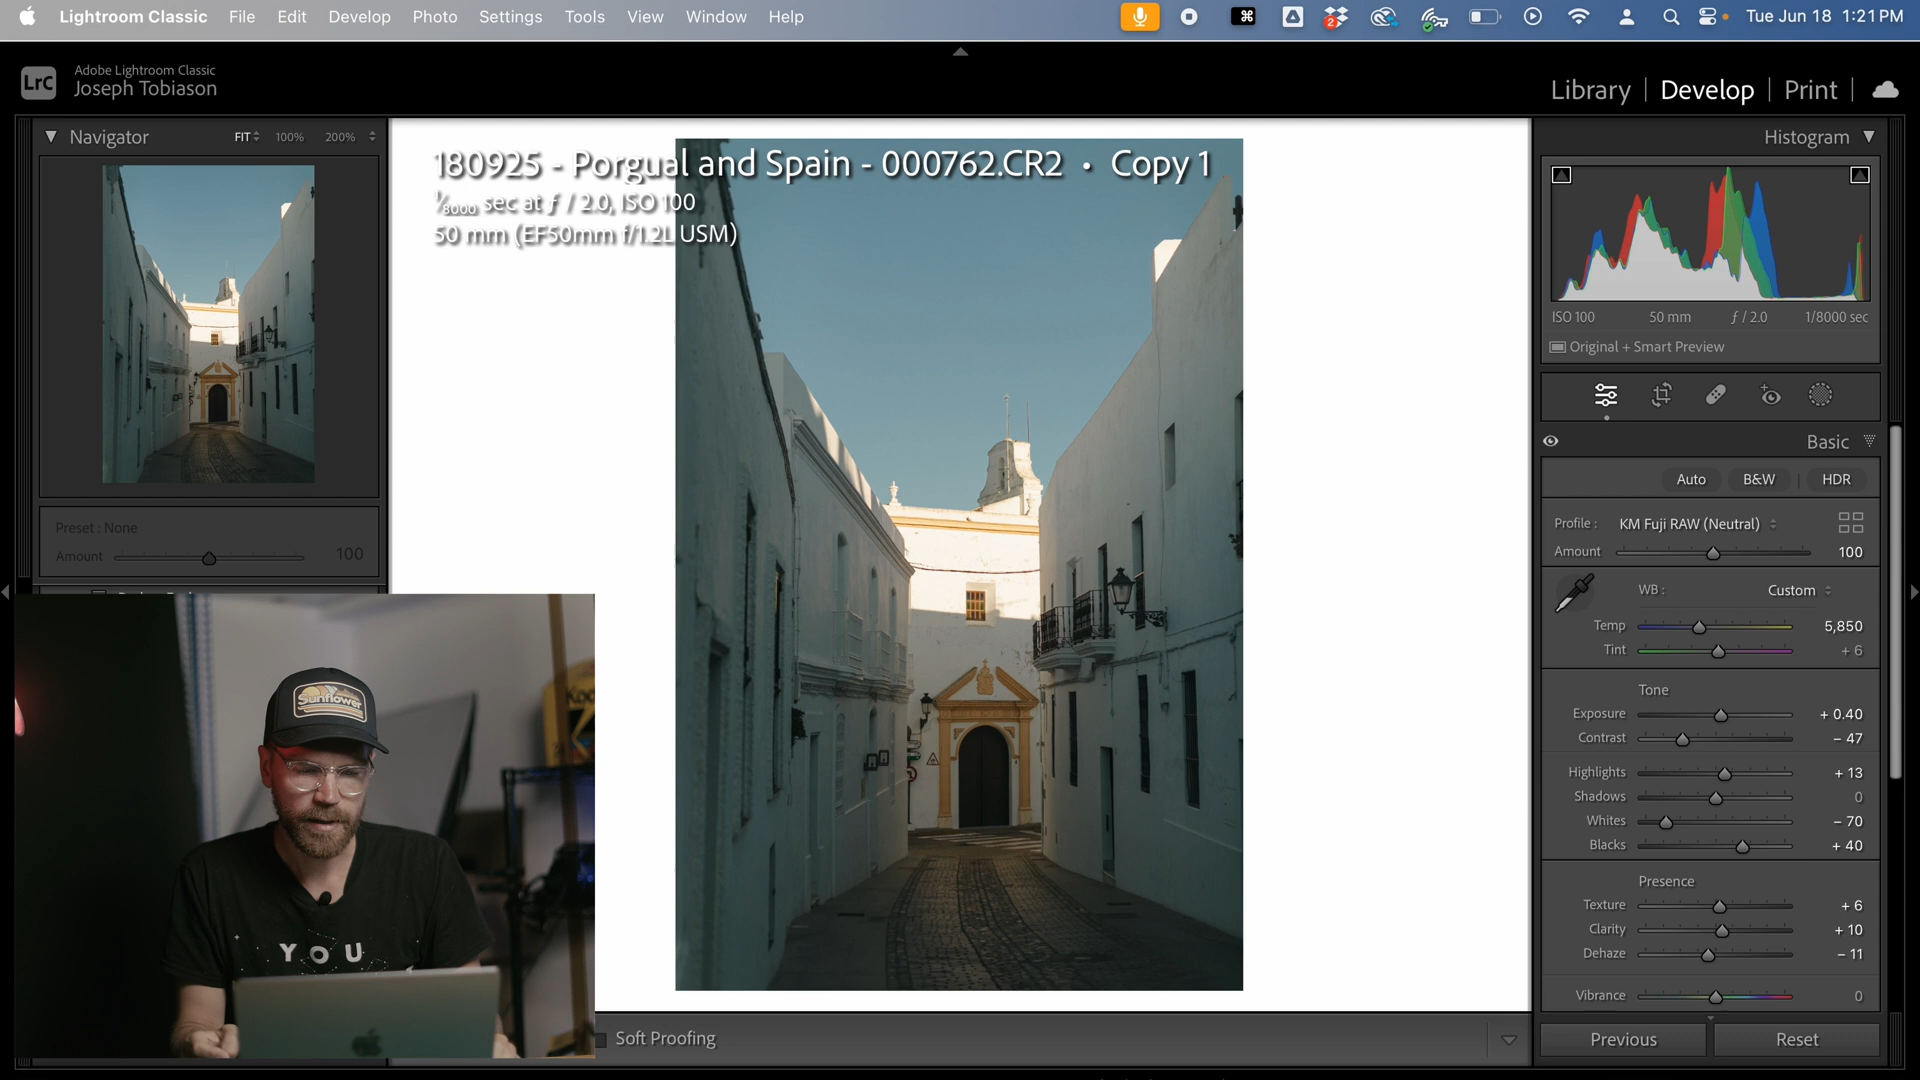 Lightroom Classic File Edit Develop Photo Settings Tools View Window Help Tue Jun 18 1:21 PM
LrC Adobe Lightroom Classic
Joseph Tobiason
Library | Develop | Print
Navigator FIT 100% 200%
Preset : None
Amount 100
180925 - Porgual and Spain - 000762.CR2 • Copy 1
1/8000 sec at ƒ / 2.0, ISO 100
50 mm (EF50mm f/1.2L USM)
Sunflower
YOU
Soft Proofing
Histogram
ISO 100 50 mm ƒ / 2.0 1/8000 sec
Original + Smart Preview
Basic
Auto B&W | HDR
Profile : KM Fuji RAW (Neutral)
Amount 100
WB : Custom
Temp 5,850
Tint + 6
Tone
Exposure + 0.40
Contrast – 47
Highlights + 13
Shadows 0
Whites – 70
Blacks + 40
Presence
Texture + 6
Clarity + 10
Dehaze – 11
Vibrance 0
Previous Reset